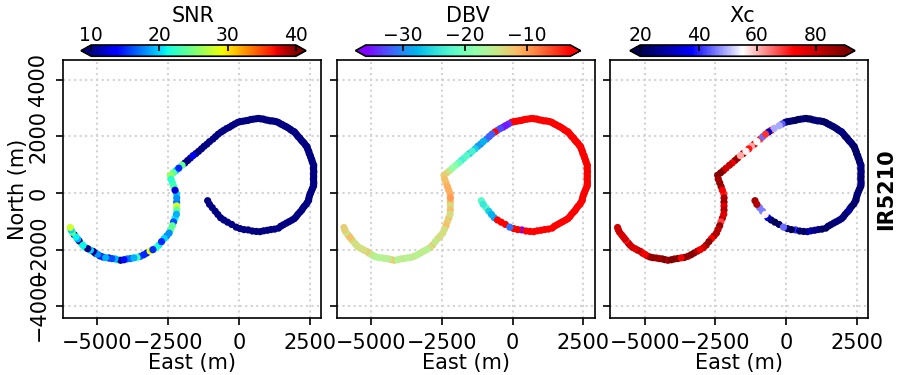 SNR
10 20 30 40
DBV
−30 −20 −10
Xc
20 40 60 80
North (m)
4000
2000
0
−2000
−4000
−5000 −2500 0 2500
−5000 −2500 0 2500
−5000 −2500 0 2500
East (m)
East (m)
East (m)
IR5210